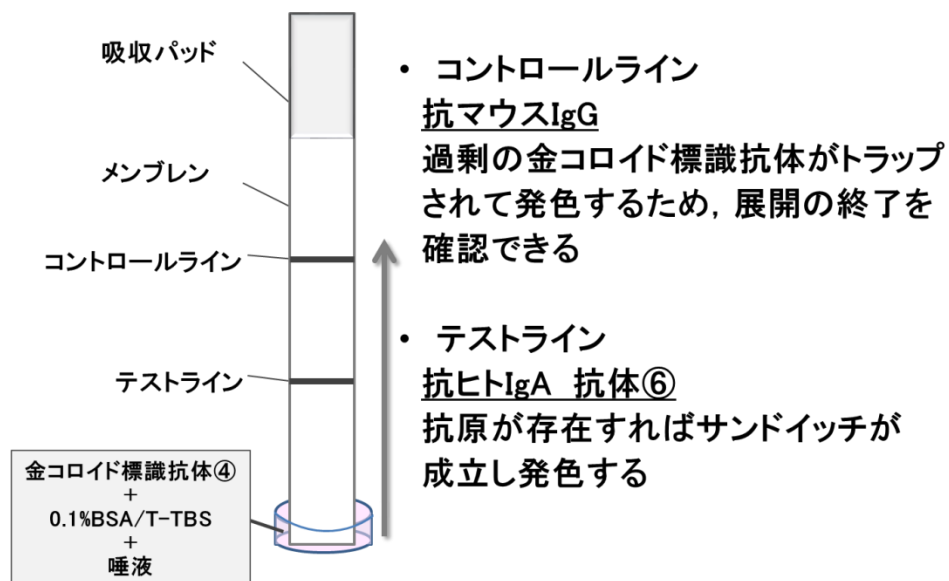 吸収パッド
メンブレン
コントロールライン
テストライン
金コロイド標識抗体④
+
0.1%BSA/T-TBS
+
唾液
• コントロールライン
抗マウスIgG
過剰の金コロイド標識抗体がトラップ
されて発色するため, 展開の終了を
確認できる
• テストライン
抗ヒトIgA 抗体⑥
抗原が存在すればサンドイッチが
成立し発色する